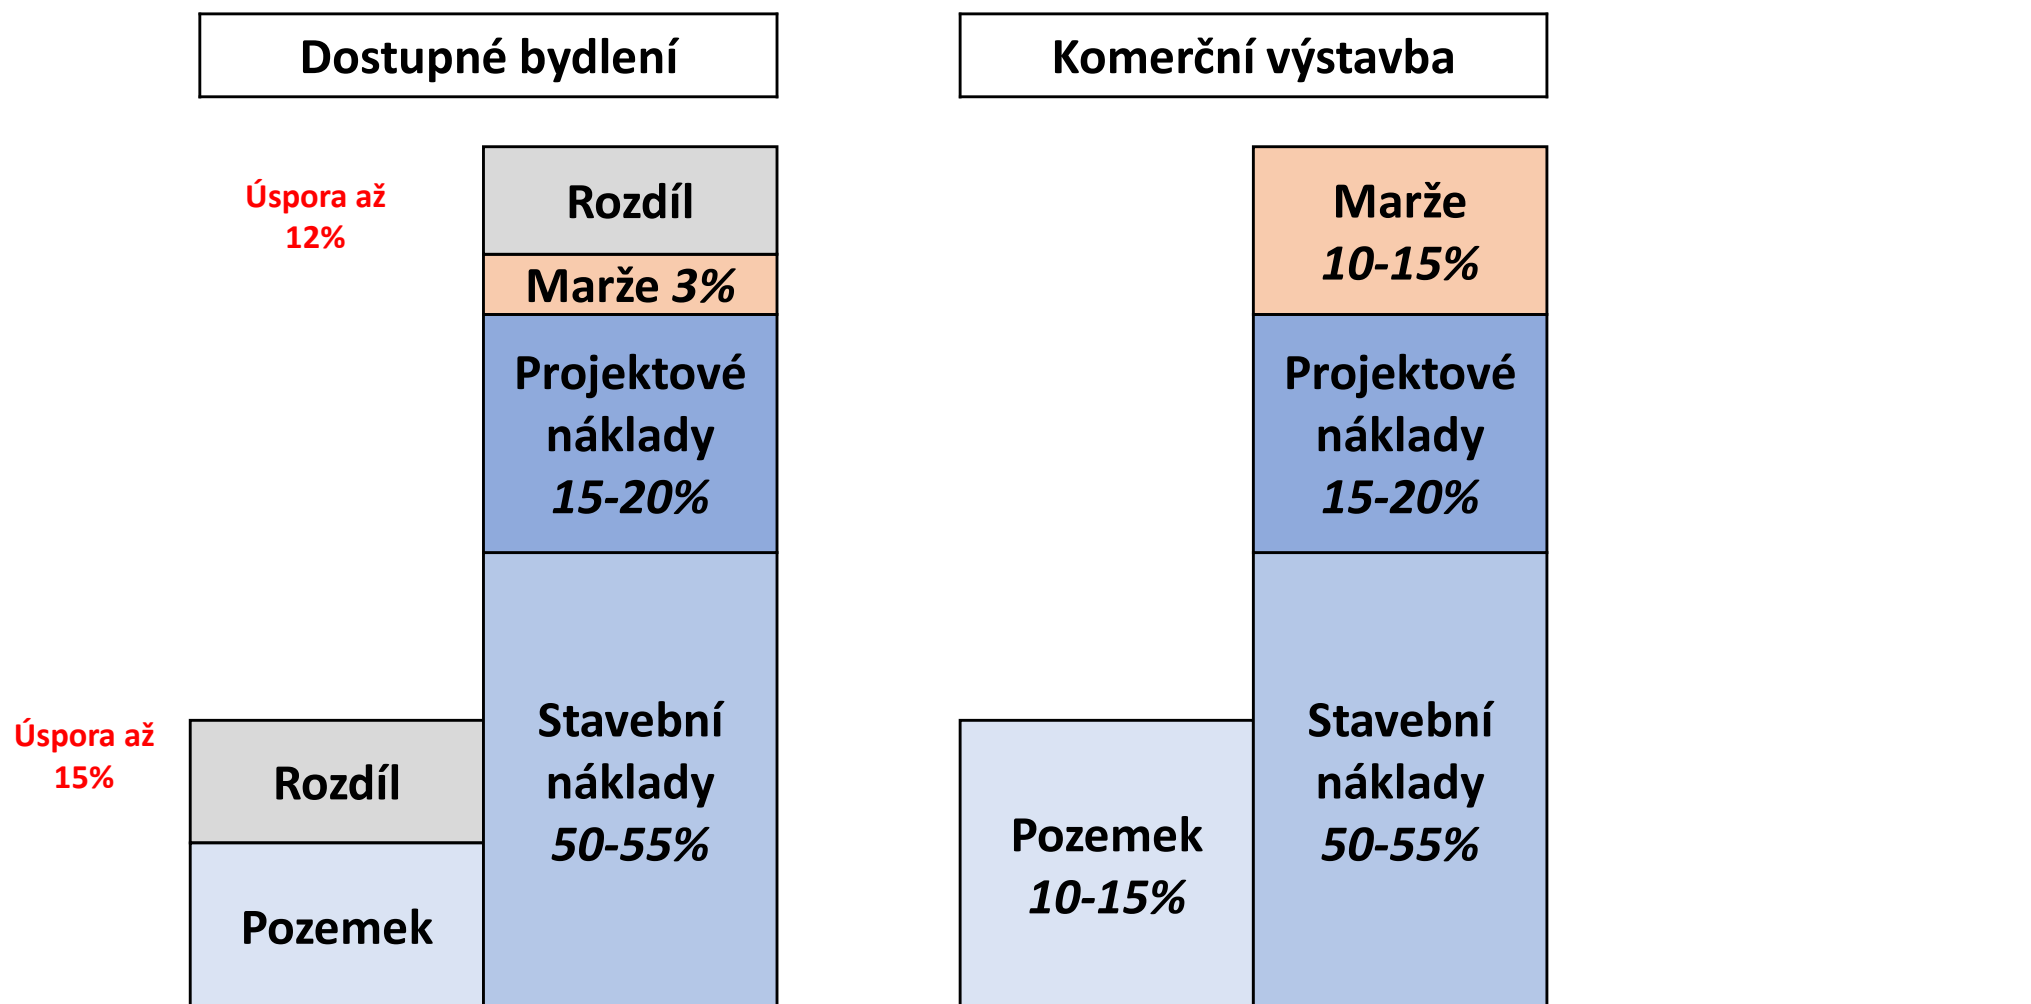 Dostupné bydlení
Úspora až
12%
Rozdíl
Marže 3%
Projektové
náklady
15-20%
Stavební
náklady
50-55%
Úspora až
15%
Rozdíl
Pozemek
Komerční výstavba
Marže
10-15%
Projektové
náklady
15-20%
Stavební
náklady
50-55%
Pozemek
10-15%